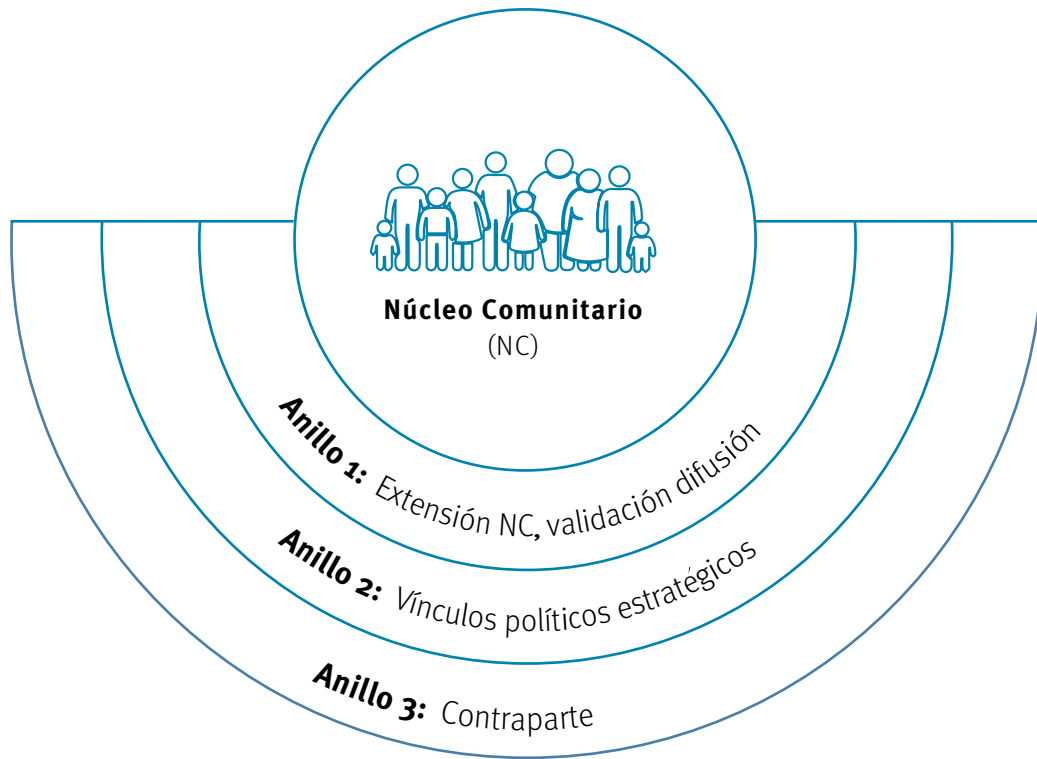 Núcleo Comunitario
(NC)
Anillo 1: Extensión NC, validación difusión
Anillo 2: Vínculos políticos estratégicos
Anillo 3: Contraparte